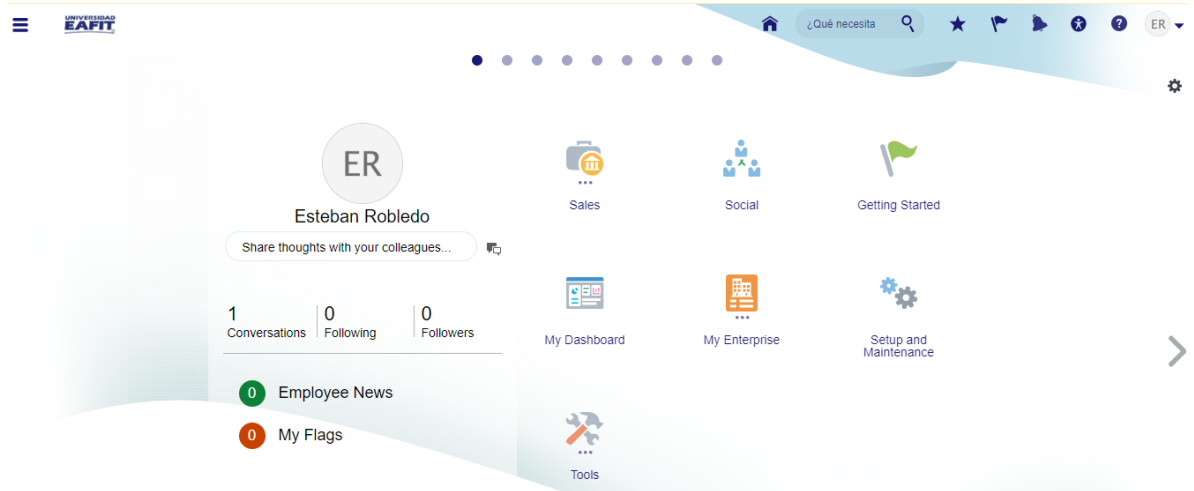 UNIVERSIDAD
EAFIT
¿Qué necesita
ER
ER
Esteban Robledo
Share thoughts with your colleagues...
1
Conversations
0
Following
0
Followers
0 Employee News
0 My Flags
Sales
Social
Getting Started
My Dashboard
My Enterprise
Setup and
Maintenance
Tools